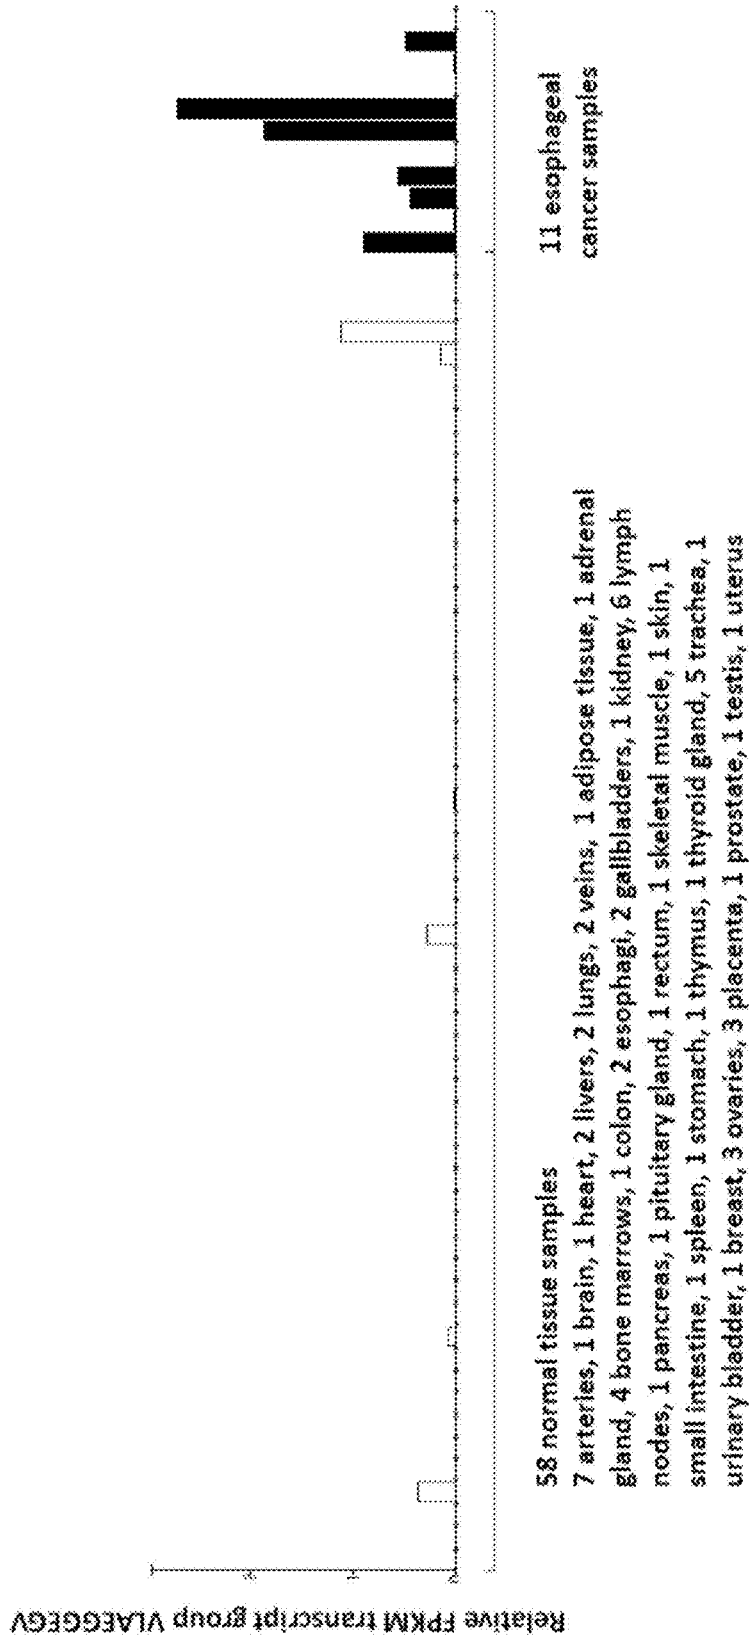 Relative FPKM transcript group VLAEGGEGV
0
1
2
58 normal tissue samples
7 arteries, 1 brain, 1 heart, 2 livers, 2 lungs, 2 veins, 1 adipose tissue, 1 adrenal
gland, 4 bone marrows, 1 colon, 2 esophagi, 2 gallbladders, 1 kidney, 6 lymph
nodes, 1 pancreas, 1 pituitary gland, 1 rectum, 1 skeletal muscle, 1 skin, 1
small intestine, 1 spleen, 1 stomach, 1 thymus, 1 thyroid gland, 5 trachea, 1
urinary bladder, 1 breast, 3 ovaries, 3 placenta, 1 prostate, 1 testis, 1 uterus
11 esophageal
cancer samples